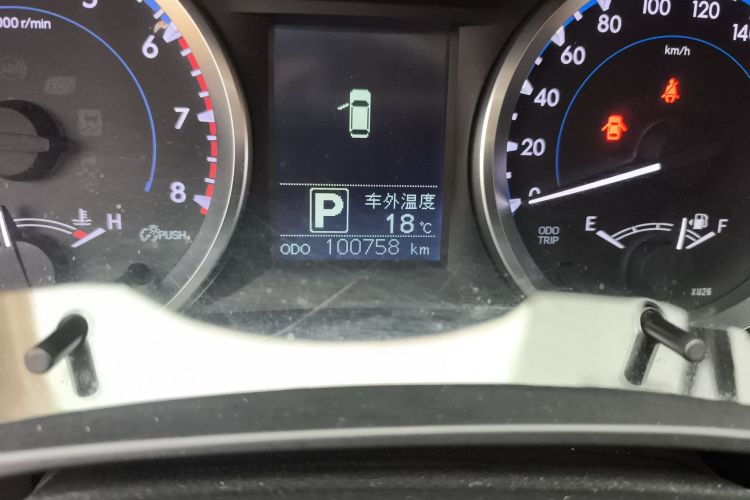 000 r/min
6
7
8
H
PUSH
P
车外温度
18℃
ODO 100758 km
0
20
40
60
80
100
120
140
km/h
ODO
TRIP
E
F
XU26